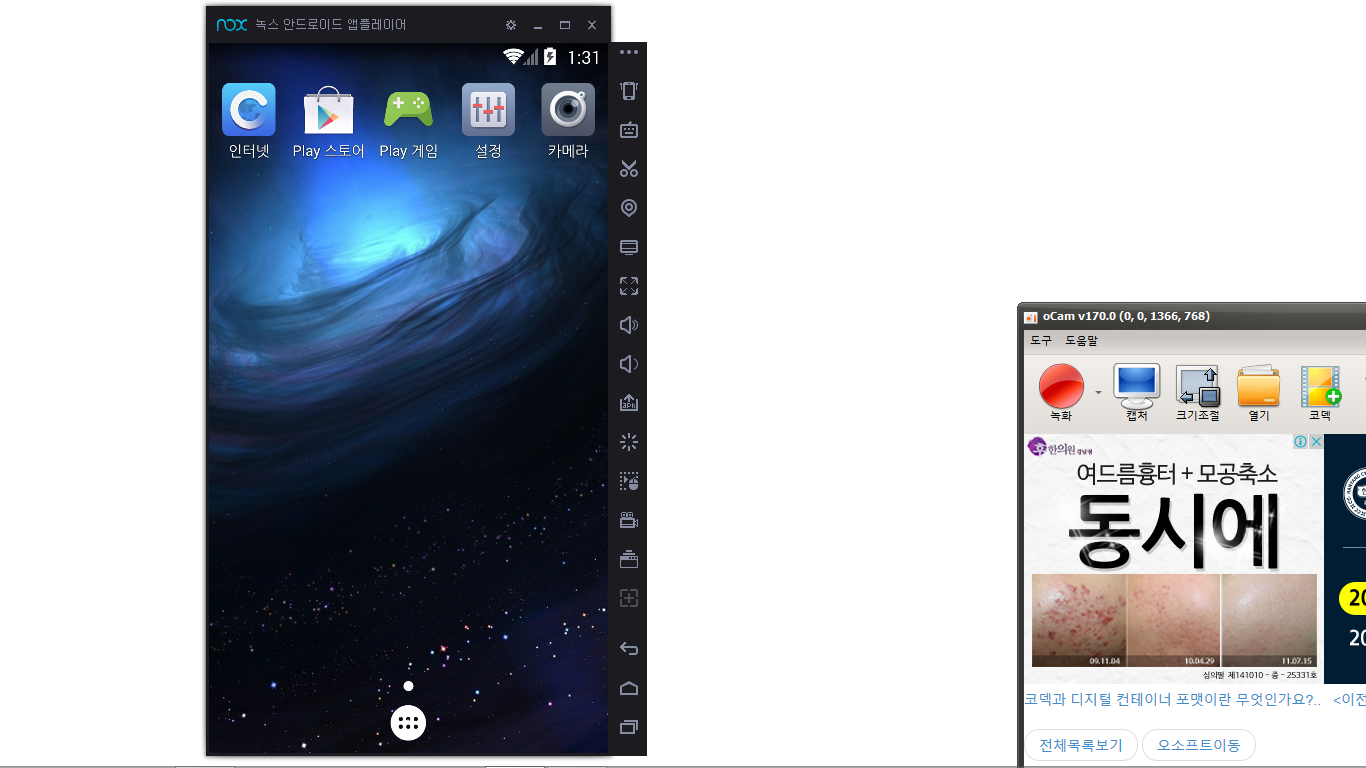 nox 녹스 안드로이드 앱플레이어
1:31
인터넷 Play 스토어 Play 게임 설정 카메라
APK
oCam v170.0 (0, 0, 1366, 768)
도구 도움말
녹화 캡처 크기조절 열기 코덱
한의원 강남점
여드름흉터 + 모공축소
동시에
09.11.04 10.04.29 11.07.15
심의필 제141010 - 중 - 25331호
20
20
코덱과 디지털 컨테이너 포맷이란 무엇인가요?.. <이전
전체목록보기 오소프트이동